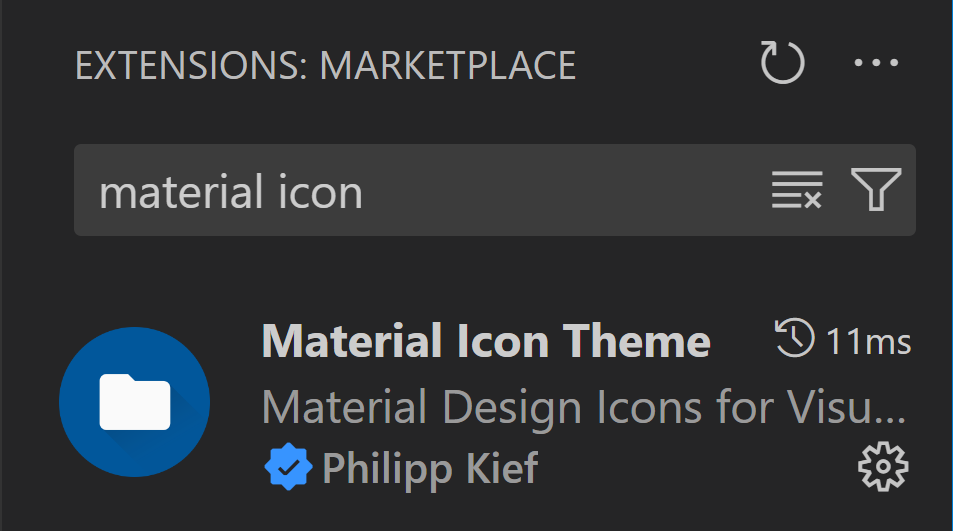 EXTENSIONS: MARKETPLACE
material icon
Material Icon Theme 11ms
Material Design Icons for Visu...
Philipp Kief